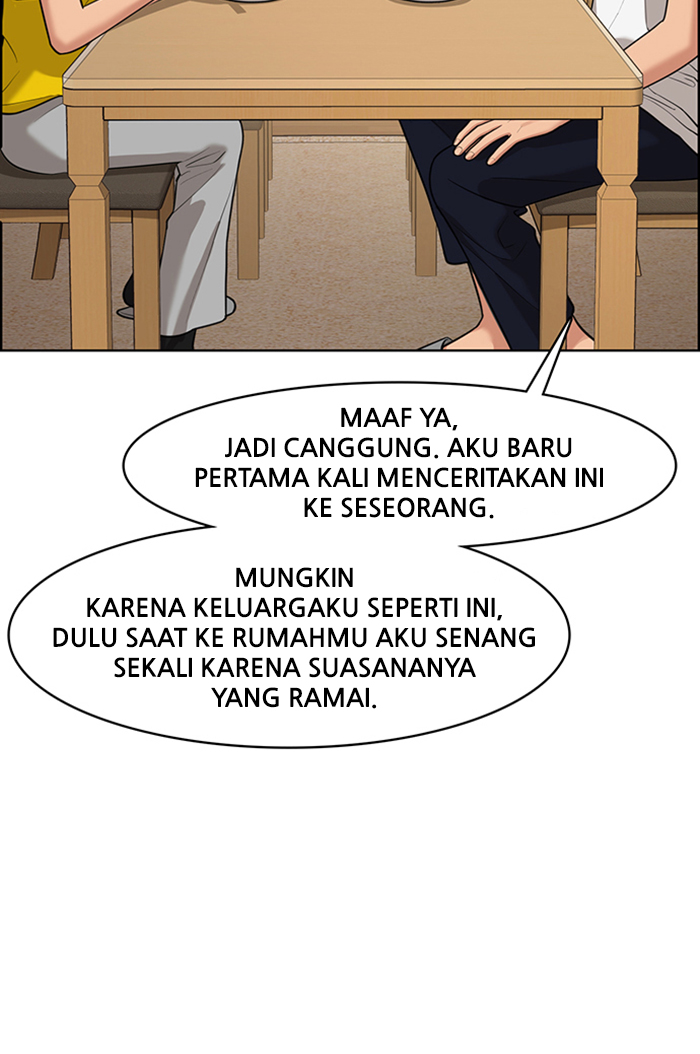 MAAF YA,
JADI CANGGUNG. AKU BARU
PERTAMA KALI MENCERITAKAN INI
KE SESEORANG.
MUNGKIN
KARENA KELUARGAKU SEPERTI INI,
DULU SAAT KE RUMAHMU AKU SENANG
SEKALI KARENA SUASANANYA
YANG RAMAI.